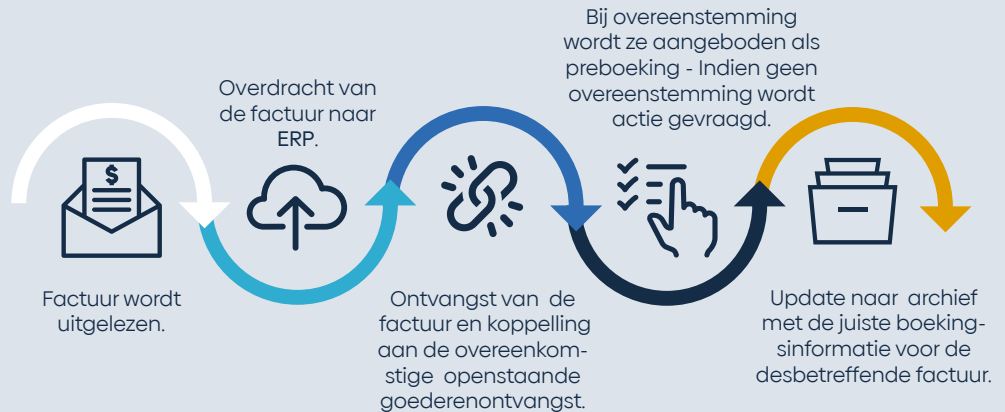 Factuur wordt
uitgelezen.
Overdracht van
de factuur naar
ERP.
$
Ontvangst van de
factuur en koppelling
aan de overeenkom-
stige openstaande
goederenontvangst.
Bij overeenstemming
wordt ze aangeboden als
preboeking - Indien geen
overeenstemming wordt
actie gevraagd.
Update naar archief
met de juiste boeking-
sinformatie voor de
desbetreffende factuur.